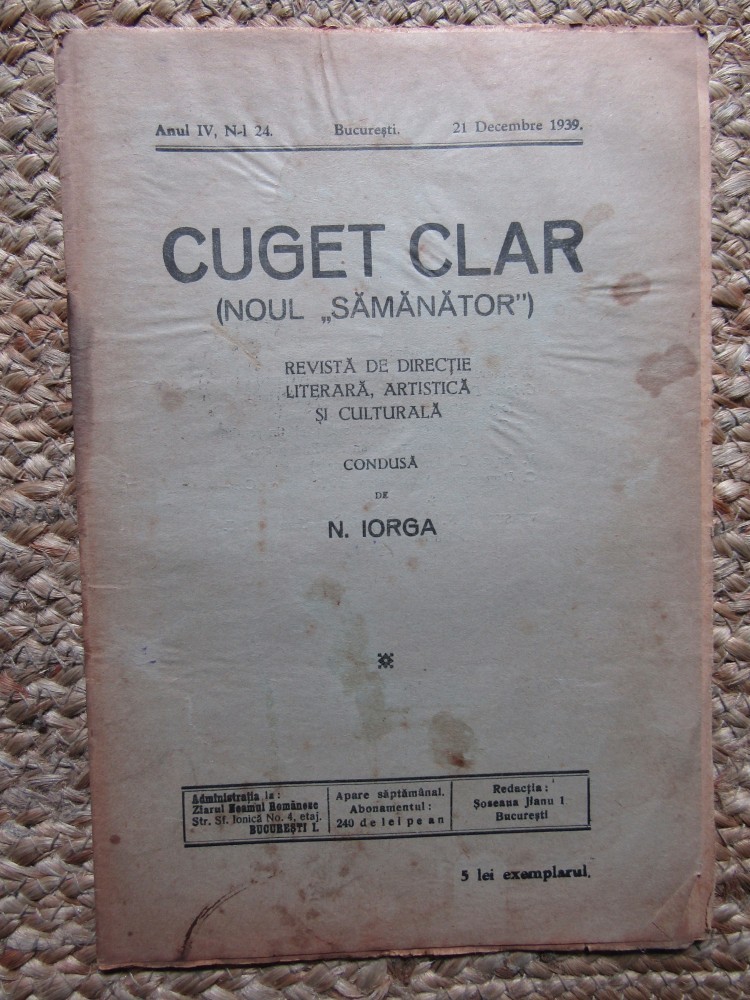 Anul IV, N-l 24. București. 21 Decembre 1939.
CUGET CLAR
(NOUL „SĂMĂNĂTOR”)
REVISTĂ DE DIRECȚIE
LITERARĂ, ARTISTICĂ
ȘI CULTURALĂ
CONDUSĂ
DE
N. IORGA
Administrația la:
Ziarul Neamul Românesc
Str. Sf. Ionică No. 4, etaj.
BUCUREȘTI I.
Apare săptămânal.
Abonamentul:
240 de lei pe an
Redacția:
Șoseaua Jianu 1
București
5 lei exemplarul.